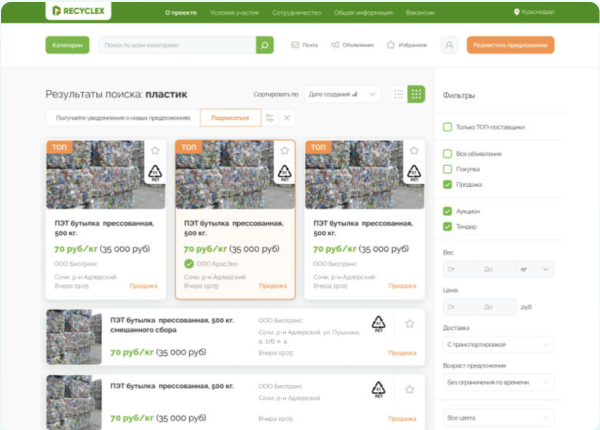 RECYCLEX
О проекте
Условия участия
Сотрудничество
Общая информация
Вакансии
Краснодар
Категории
Поиск по всем категориям
Почта
Объявления
Избранное
Разместить предложение
Результаты поиска: пластик
Сортировать по
Дате создания
Получайте уведомления о новых предложениях
Подписаться
ТОП
PET
ПЭТ бутылка прессованная,
500 кг.
70 руб/кг (35 000 руб)
ООО Биотранс
Сочи, р-н Адлерский
Вчера 19:05
Продажа
ТОП
PET
ПЭТ бутылка прессованная,
500 кг.
70 руб/кг (35 000 руб)
ООО КрасЭко
Сочи, р-н Адлерский
Вчера 19:05
Продажа
ТОП
PET
ПЭТ бутылка прессованная,
500 кг.
70 руб/кг (35 000 руб)
ООО Биотранс
Сочи, р-н Адлерский
Вчера 19:05
Продажа
ПЭТ бутылка прессованная, 500 кг.
смешанного сбора
70 руб/кг (35 000 руб)
ООО Биотранс
Сочи, р-н Адлерский, ул. Пушкина,
д. 126, к. 4
Вчера 19:05
PET
Продажа
ПЭТ бутылка прессованная, 500 кг.
70 руб/кг (35 000 руб)
ООО Биотранс
Сочи, р-н Адлерский
Вчера 19:05
PET
Продажа
Фильтры
Только ТОП-поставщики
Все объявления
Покупка
Продажа
Аукцион
Тендер
Вес
От
До
кг
Цена
От
До
руб
Доставка
С транспортировкой
Возраст предложения
Без ограничения по времени
Все цвета